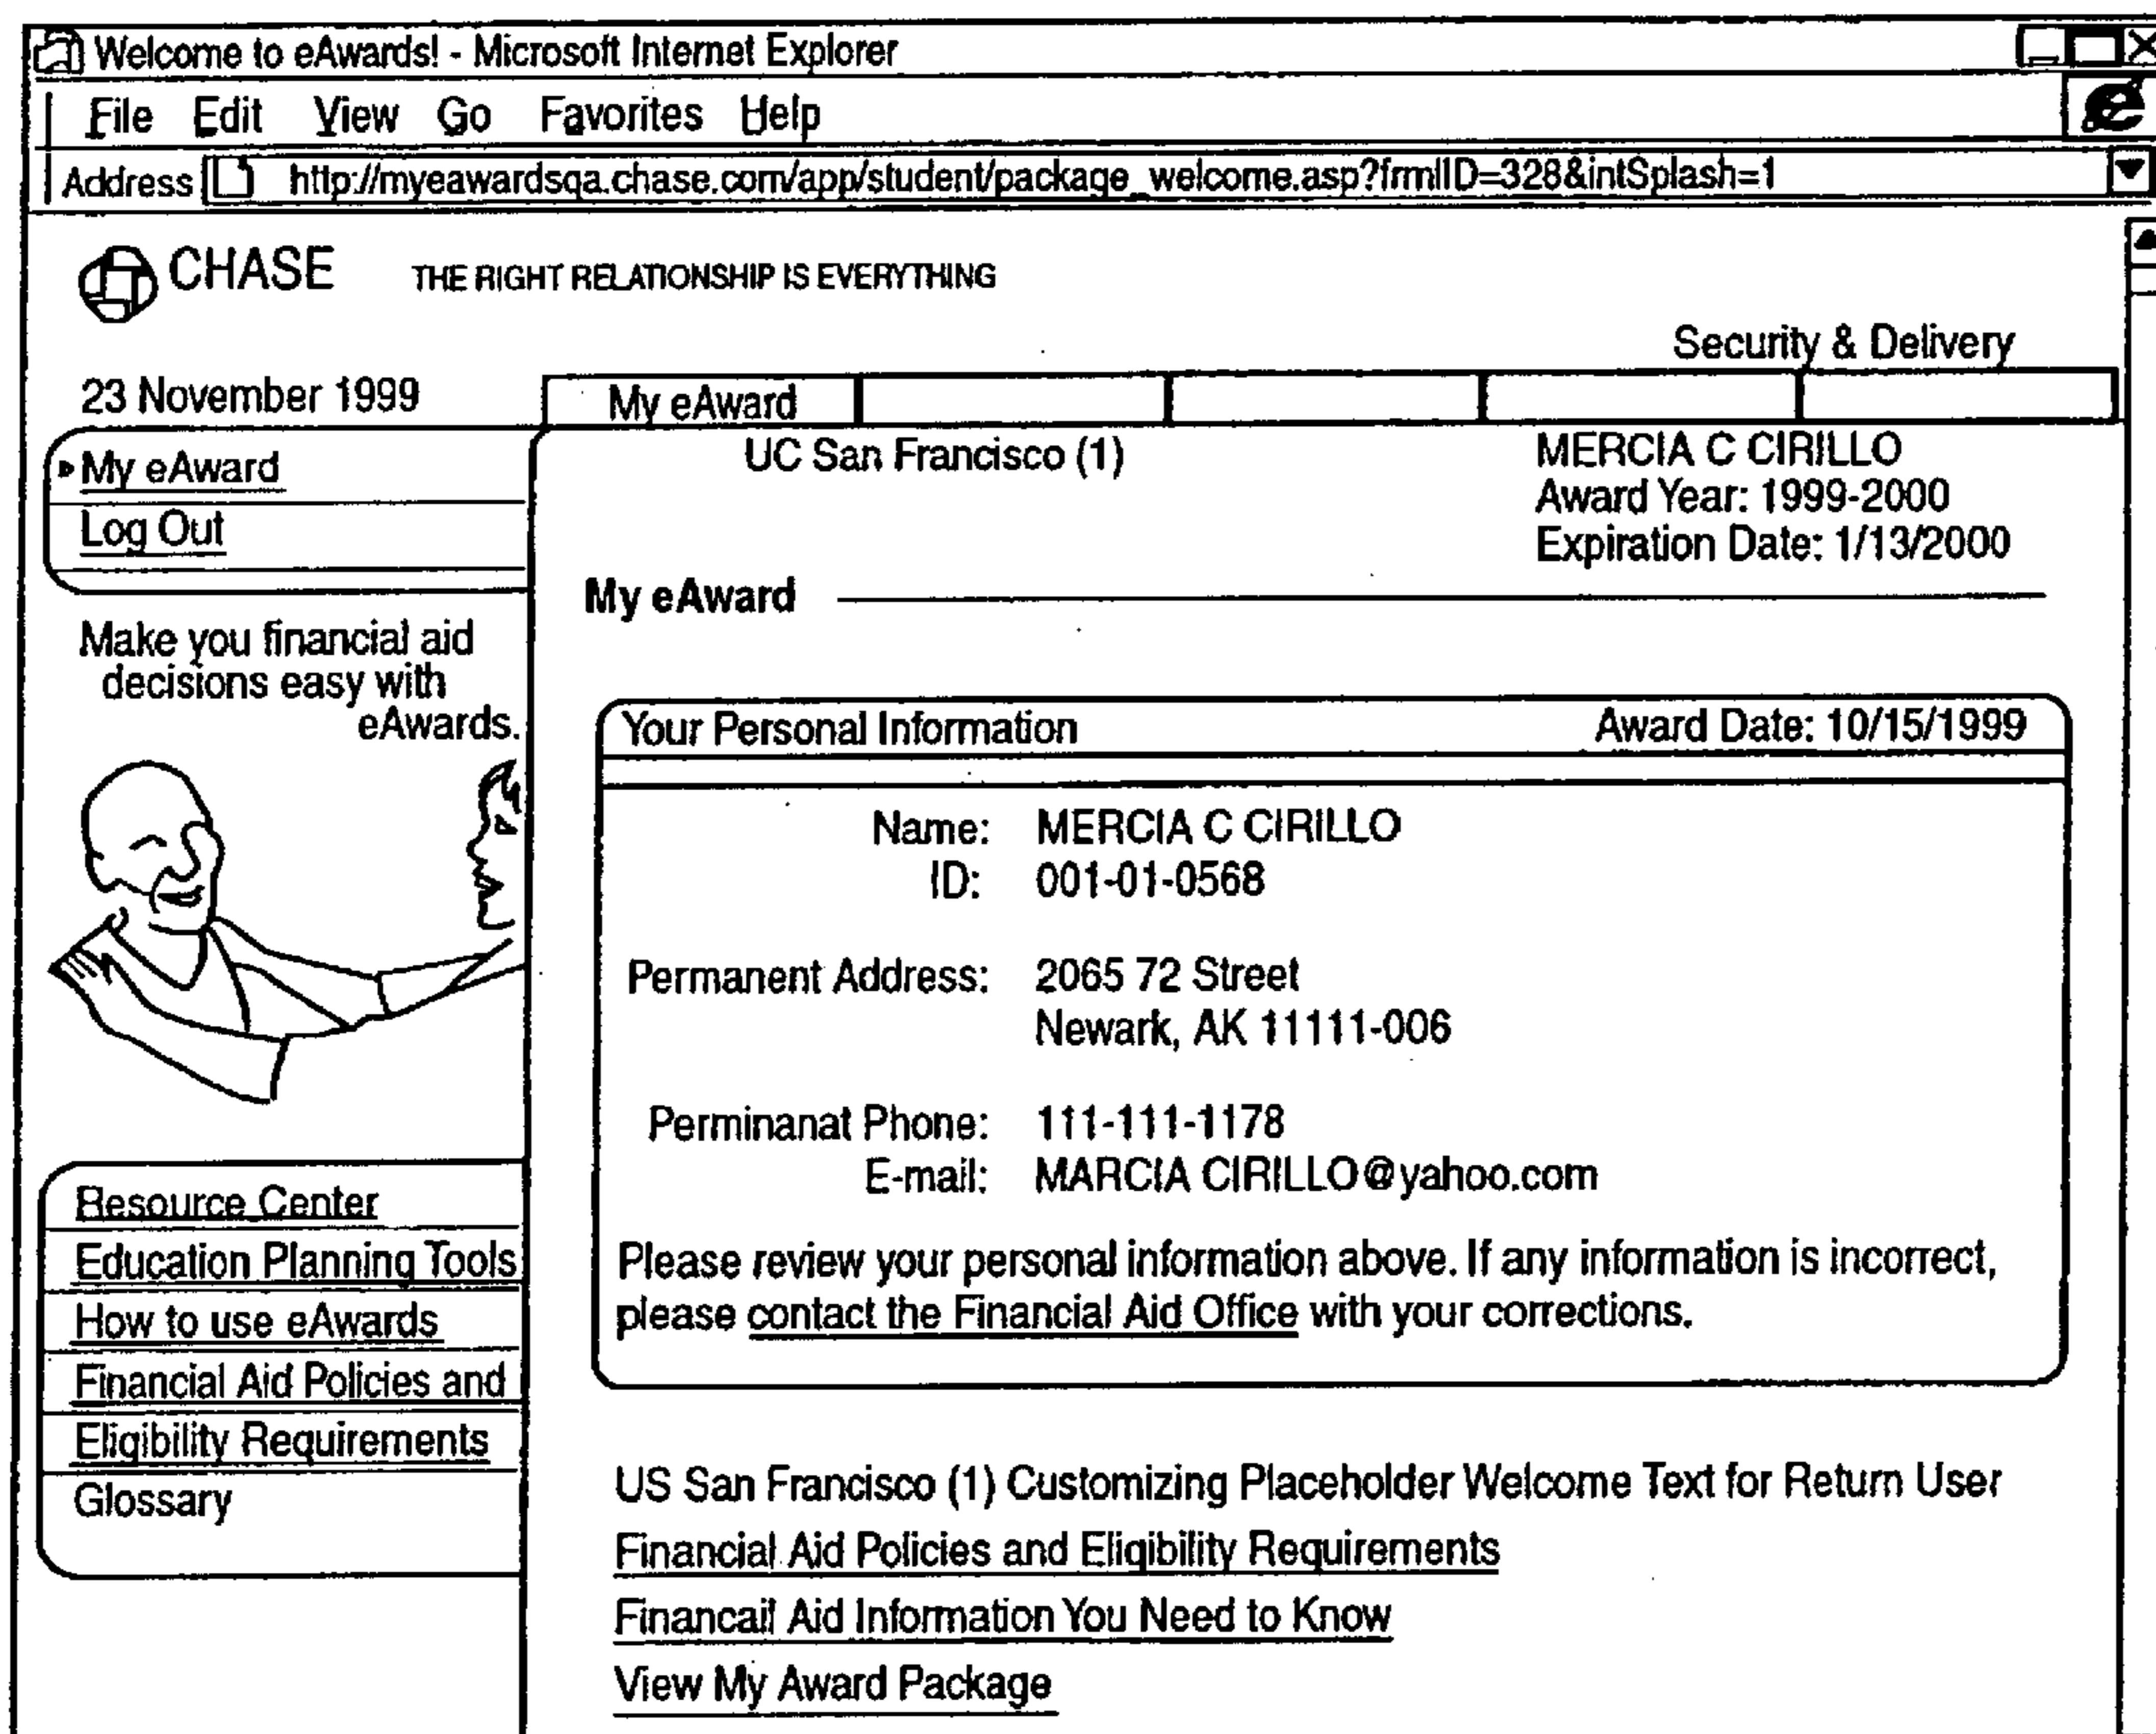 Welcome to eAwards! - Microsoft Internet Explorer
File Edit View Go Favorites Help
Address http://myeawardsqa.chase.com/app/student/package_welcome.asp?frmlID=328&intSplash=1
CHASE THE RIGHT RELATIONSHIP IS EVERYTHING
Security & Delivery
23 November 1999
My eAward
My eAward
Log Out
Make you financial aid
decisions easy with
eAwards.
Resource Center
Education Planning Tools
How to use eAwards
Financial Aid Policies and
Eligibility Requirements
Glossary
UC San Francisco (1)
MERCIA C CIRILLO
Award Year: 1999-2000
Expiration Date: 1/13/2000
My eAward
Your Personal Information Award Date: 10/15/1999
Name: MERCIA C CIRILLO
ID: 001-01-0568
Permanent Address: 2065 72 Street
Newark, AK 11111-006
Perminanat Phone: 111-111-1178
E-mail: MARCIA CIRILLO@yahoo.com
Please review your personal information above. If any information is incorrect,
please contact the Financial Aid Office with your corrections.
US San Francisco (1) Customizing Placeholder Welcome Text for Return User
Financial Aid Policies and Eligibility Requirements
Financail Aid Information You Need to Know
View My Award Package